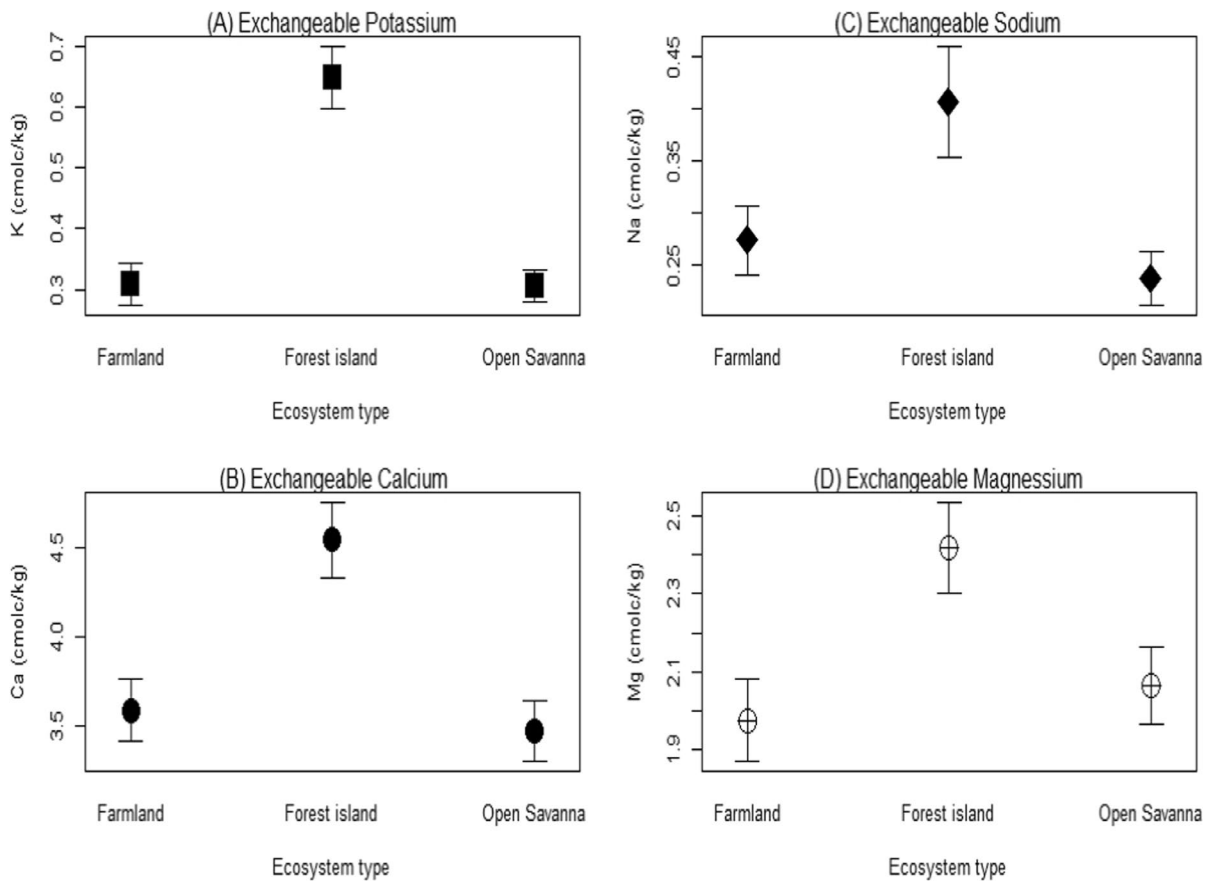 (A) Exchangeable Potassium
K (cmolc/kg)
0.7
0.6
0.5
0.4
0.3
Farmland Forest island Open Savanna
Ecosystem type
(C) Exchangeable Sodium
Na (cmolc/kg)
0.45
0.35
0.25
Farmland Forest island Open Savanna
Ecosystem type
(B) Exchangeable Calcium
Ca (cmolc/kg)
4.5
4.0
3.5
Farmland Forest island Open Savanna
Ecosystem type
(D) Exchangeable Magnessium
Mg (cmolc/kg)
2.5
2.3
2.1
1.9
Farmland Forest island Open Savanna
Ecosystem type